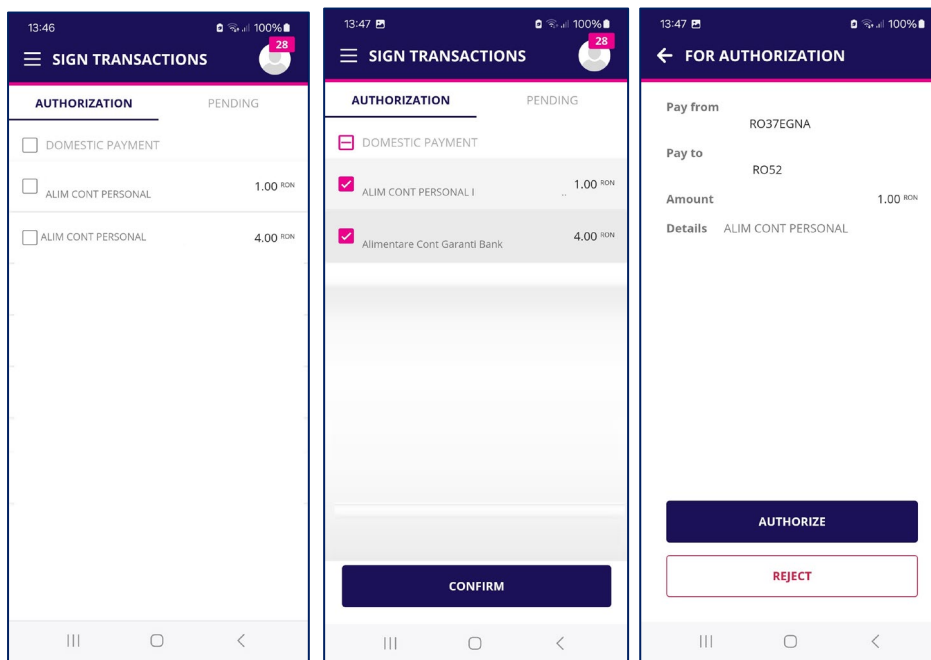 13:46 100%
28
SIGN TRANSACTIONS
AUTHORIZATION PENDING
DOMESTIC PAYMENT
ALIM CONT PERSONAL 1.00 RON
ALIM CONT PERSONAL 4.00 RON
13:47 100%
28
SIGN TRANSACTIONS
AUTHORIZATION PENDING
DOMESTIC PAYMENT
ALIM CONT PERSONAL I .. 1.00 RON
Alimentare Cont Garanti Bank 4.00 RON
CONFIRM
13:47 100%
FOR AUTHORIZATION
Pay from
RO37EGNA
Pay to
RO52
Amount 1.00 RON
Details ALIM CONT PERSONAL
AUTHORIZE
REJECT